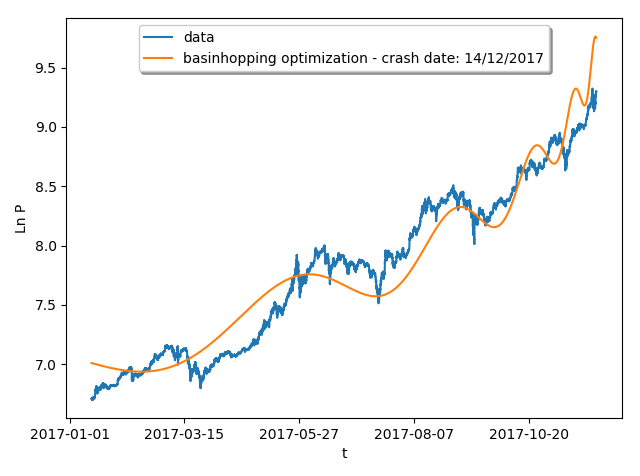 data
basinhopping optimization - crash date: 14/12/2017
9.5
9.0
8.5
8.0
7.5
7.0
Ln P
2017-01-01 2017-03-15 2017-05-27 2017-08-07 2017-10-20
t